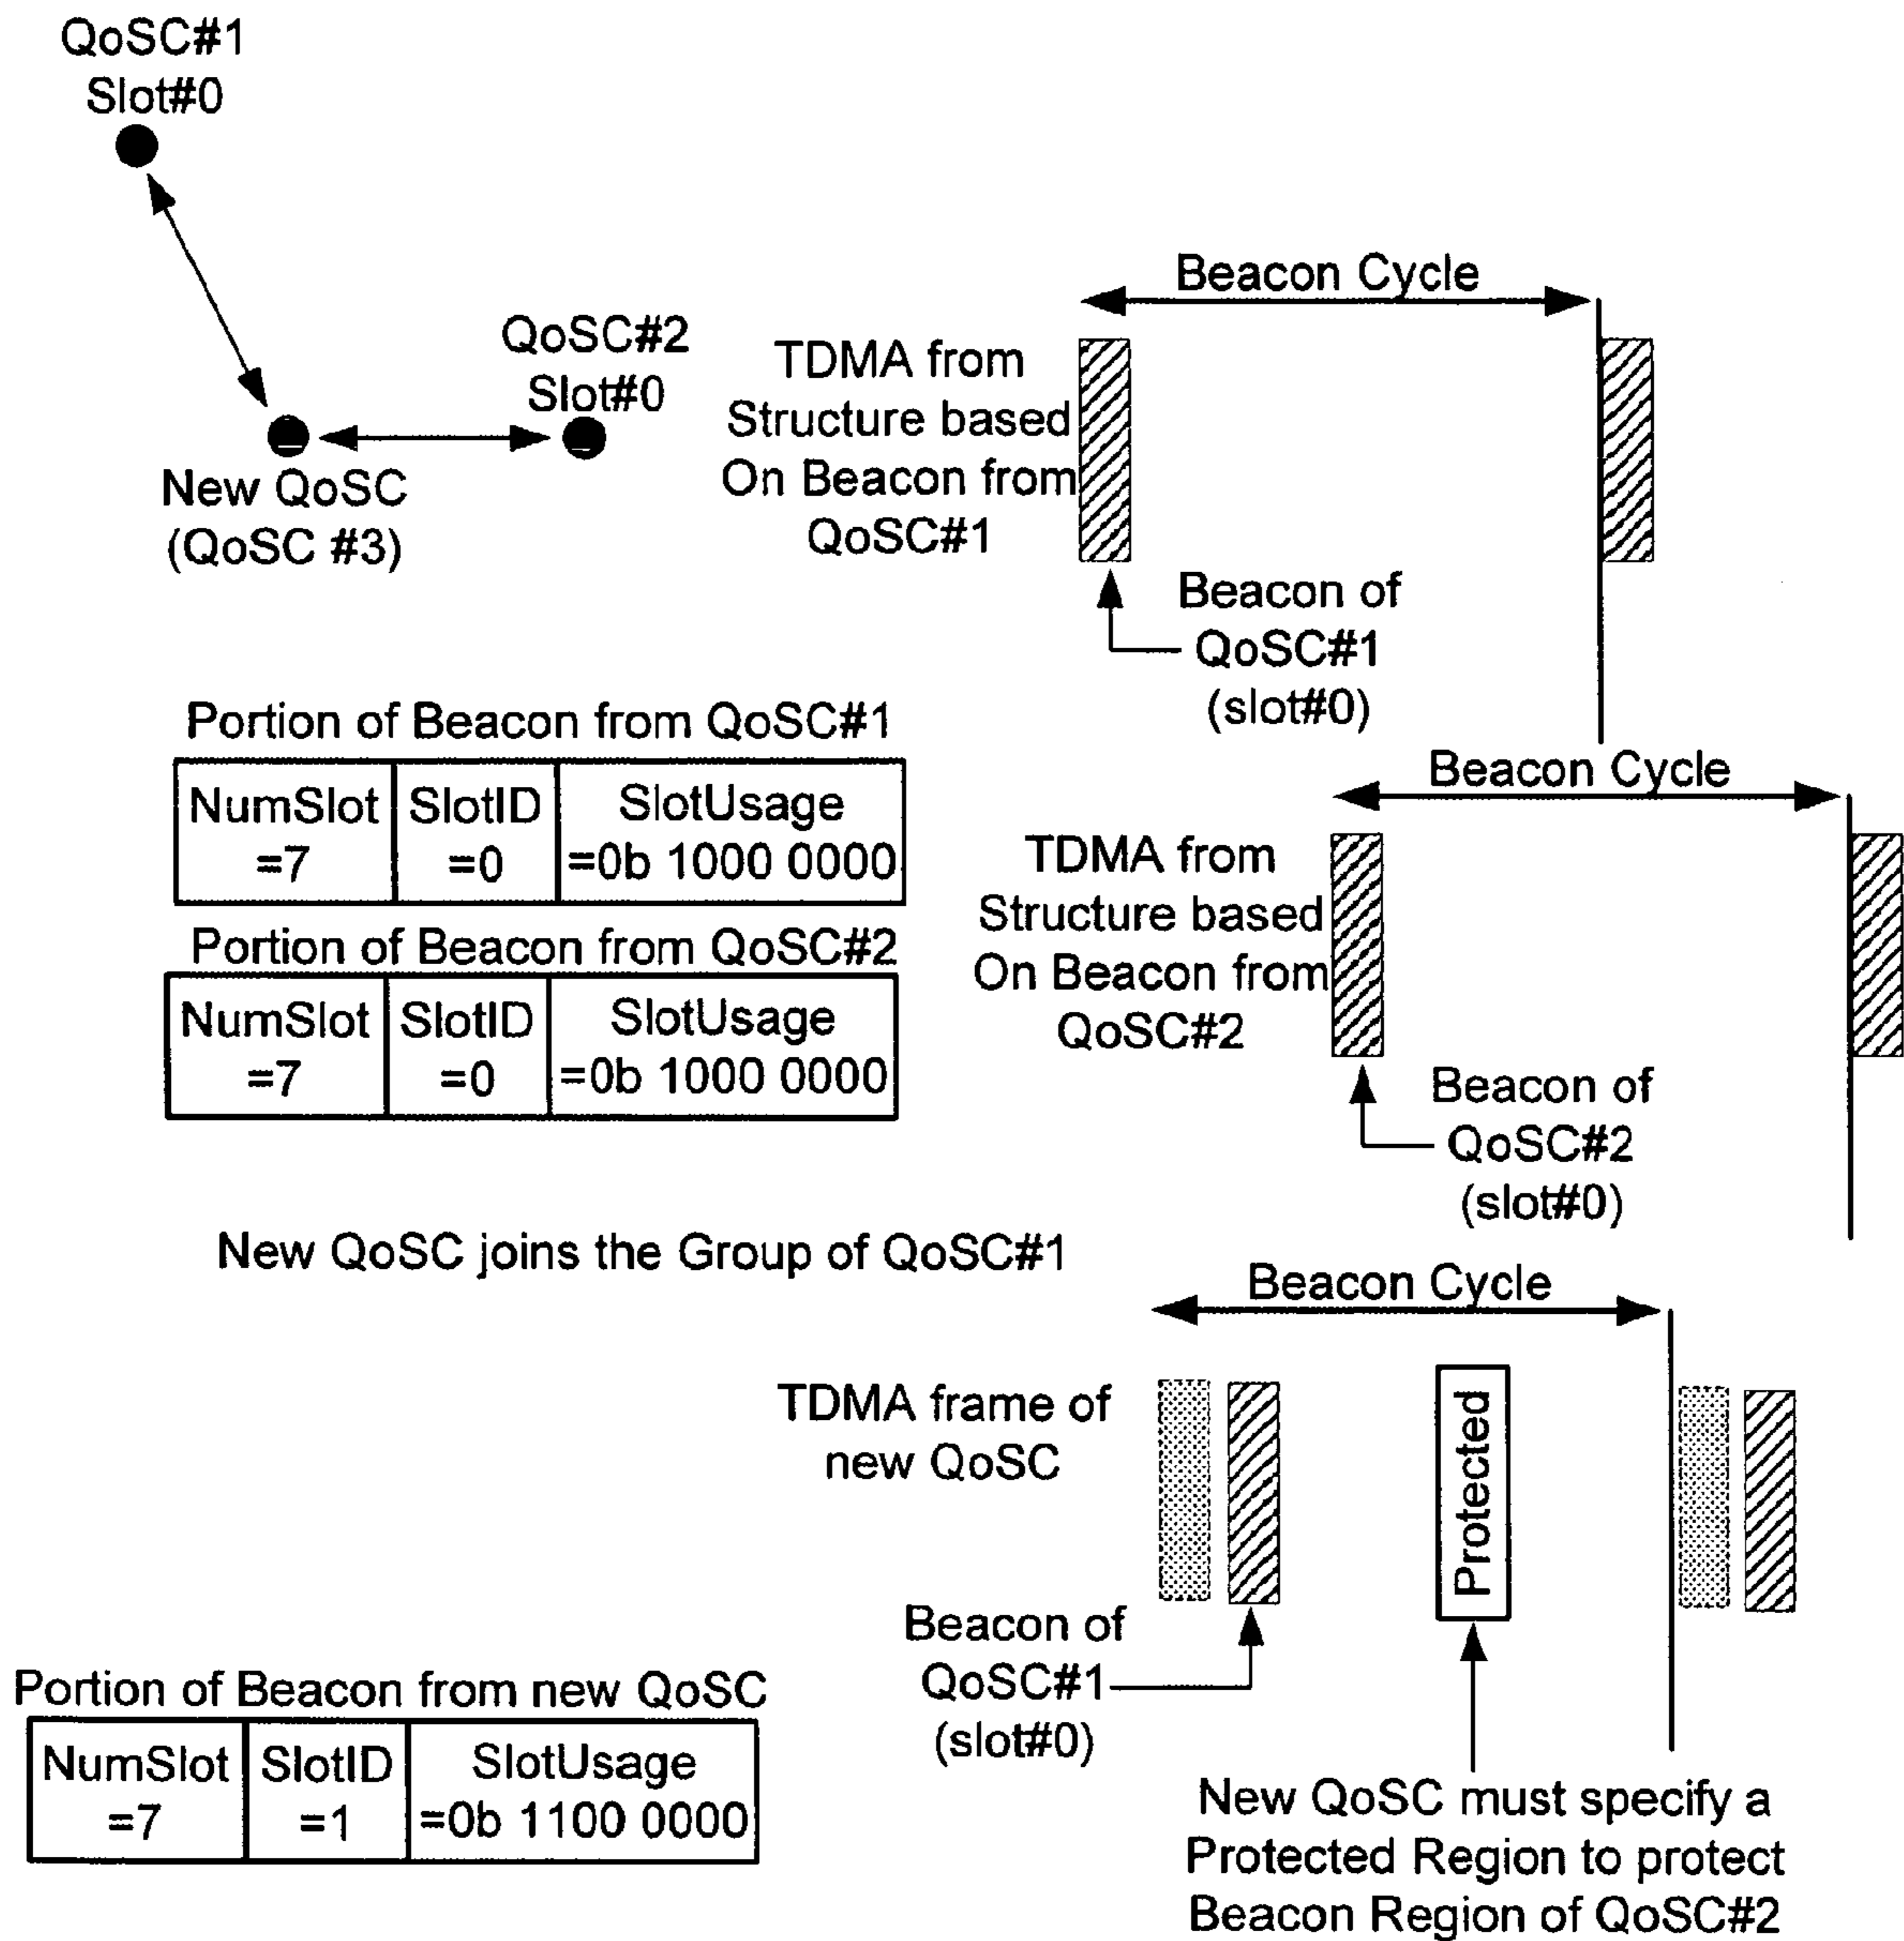 QoSC#1
Slot#0
QoSC#2
Slot#0
New QoSC
(QoSC #3)
Beacon Cycle
TDMA from
Structure based
On Beacon from
QoSC#1
Beacon of
QoSC#1
(slot#0)
Portion of Beacon from QoSC#1
NumSlot =7 SlotID =0 SlotUsage =0b 1000 0000
Portion of Beacon from QoSC#2
NumSlot =7 SlotID =0 SlotUsage =0b 1000 0000
Beacon Cycle
TDMA from
Structure based
On Beacon from
QoSC#2
Beacon of
QoSC#2
(slot#0)
New QoSC joins the Group of QoSC#1
Beacon Cycle
TDMA frame of
new QoSC
Protected
Beacon of
QoSC#1
(slot#0)
Portion of Beacon from new QoSC
NumSlot =7 SlotID =1 SlotUsage =0b 1100 0000
New QoSC must specify a
Protected Region to protect
Beacon Region of QoSC#2